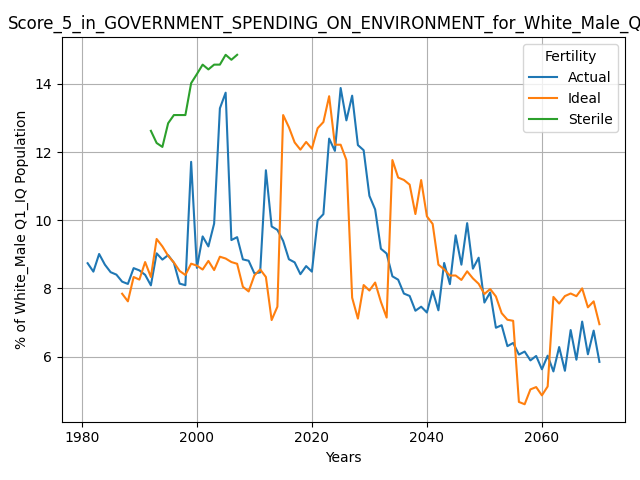 Score_5_in_GOVERNMENT_SPENDING_ON_ENVIRONMENT_for_White_Male_Q
Fertility
Actual
Ideal
Sterile
% of White_Male Q1_IQ Population
14
12
10
8
6
1980 2000 2020 2040 2060
Years